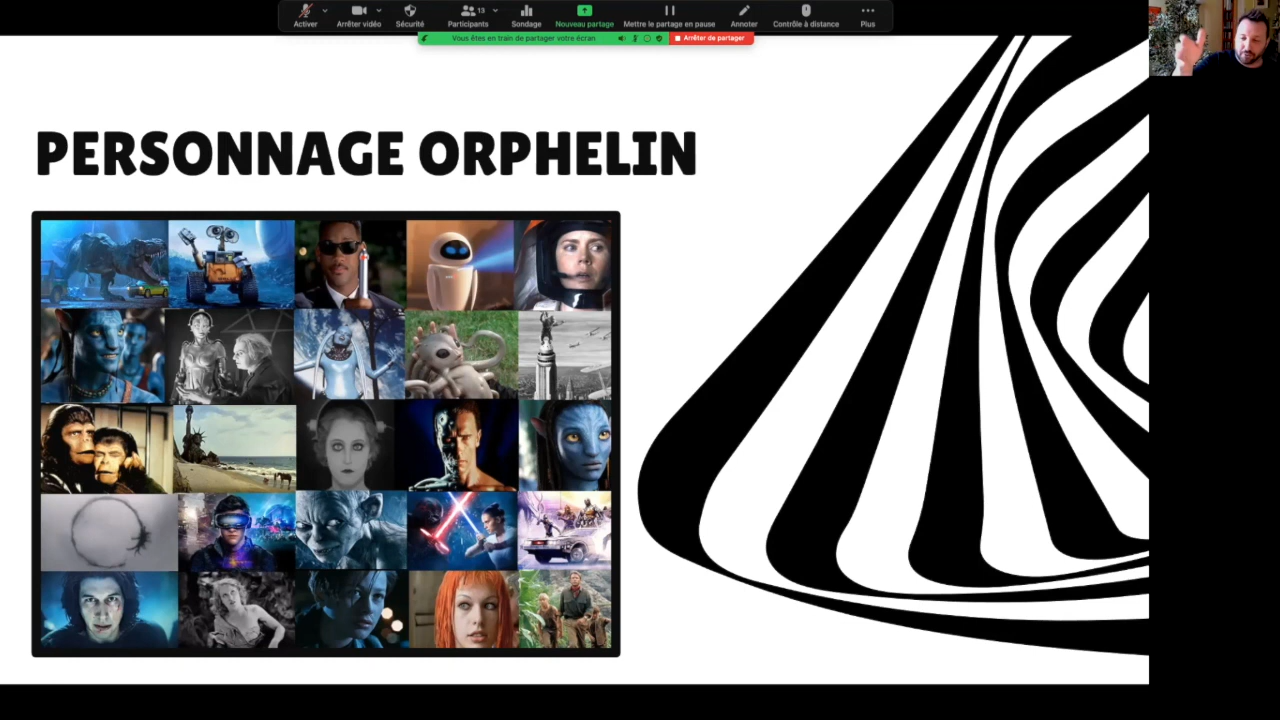 Activer
Arrêter vidéo
Sécurité
Participants
13
Sondage
Nouveau partage
Mettre le partage en pause
Annoter
Contrôle à distance
Plus
Vous êtes en train de partager votre écran
Arrêter de partager
PERSONNAGE ORPHELIN